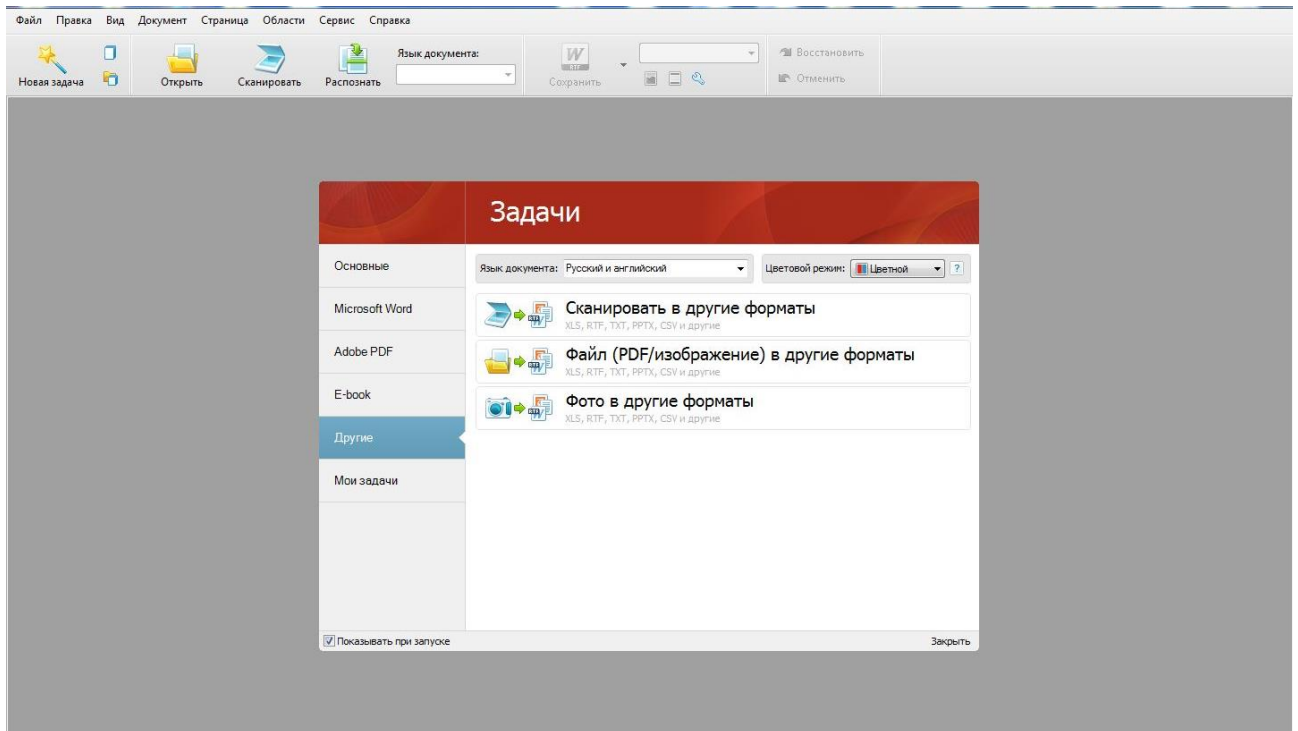 Файл Правка Вид Документ Страница Области Сервис Справка
Новая задача
Открыть
Сканировать
Распознать
Язык документа:
W
RTF
Сохранить
Восстановить
Отменить
Задачи
Основные
Microsoft Word
Adobe PDF
E-book
Другие
Мои задачи
Язык документа: Русский и английский
Цветовой режим: Цветной ?
Сканировать в другие форматы
XLS, RTF, TXT, PPTX, CSV и другие
Файл (PDF/изображение) в другие форматы
XLS, RTF, TXT, PPTX, CSV и другие
Фото в другие форматы
XLS, RTF, TXT, PPTX, CSV и другие
Показывать при запуске
Закрыть